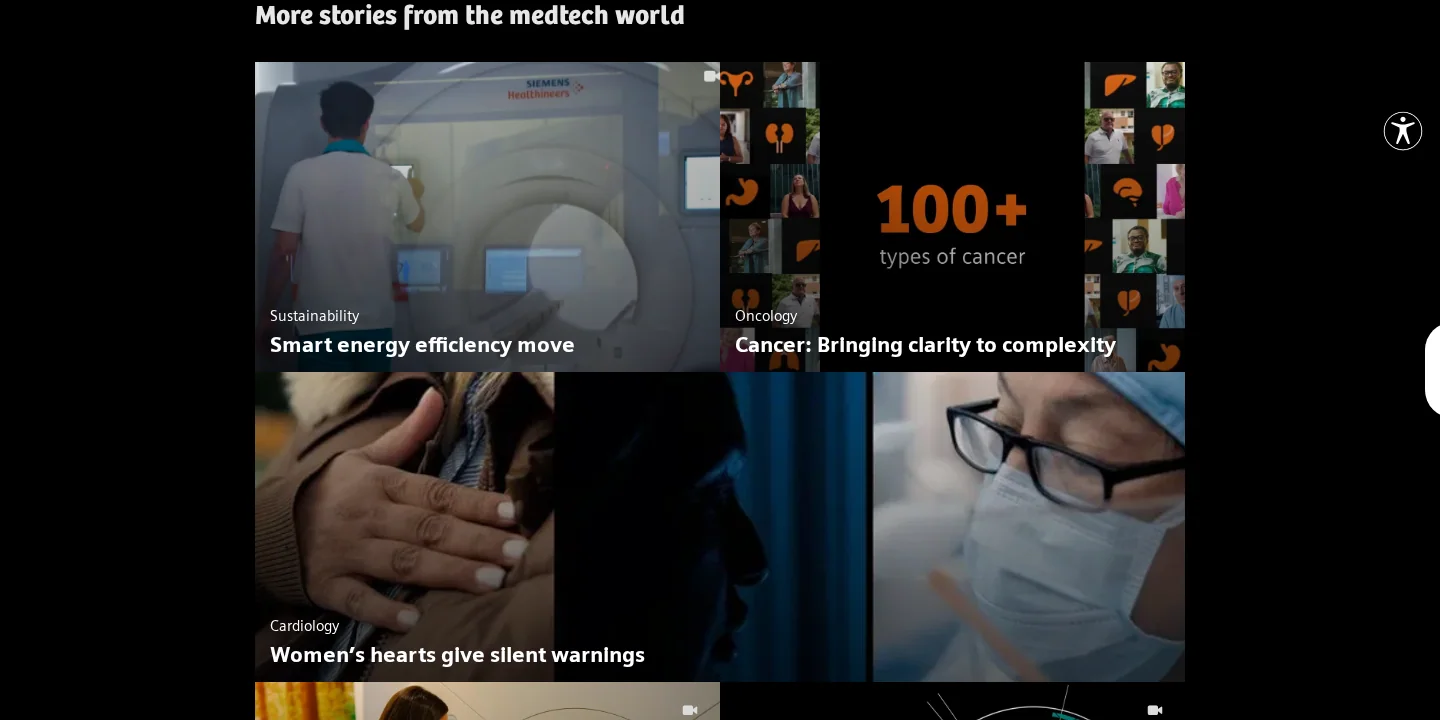 More stories from the medtech world
SIEMENS
Healthineers
100+
types of cancer
Sustainability
Smart energy efficiency move
Oncology
Cancer: Bringing clarity to complexity
Cardiology
Women’s hearts give silent warnings